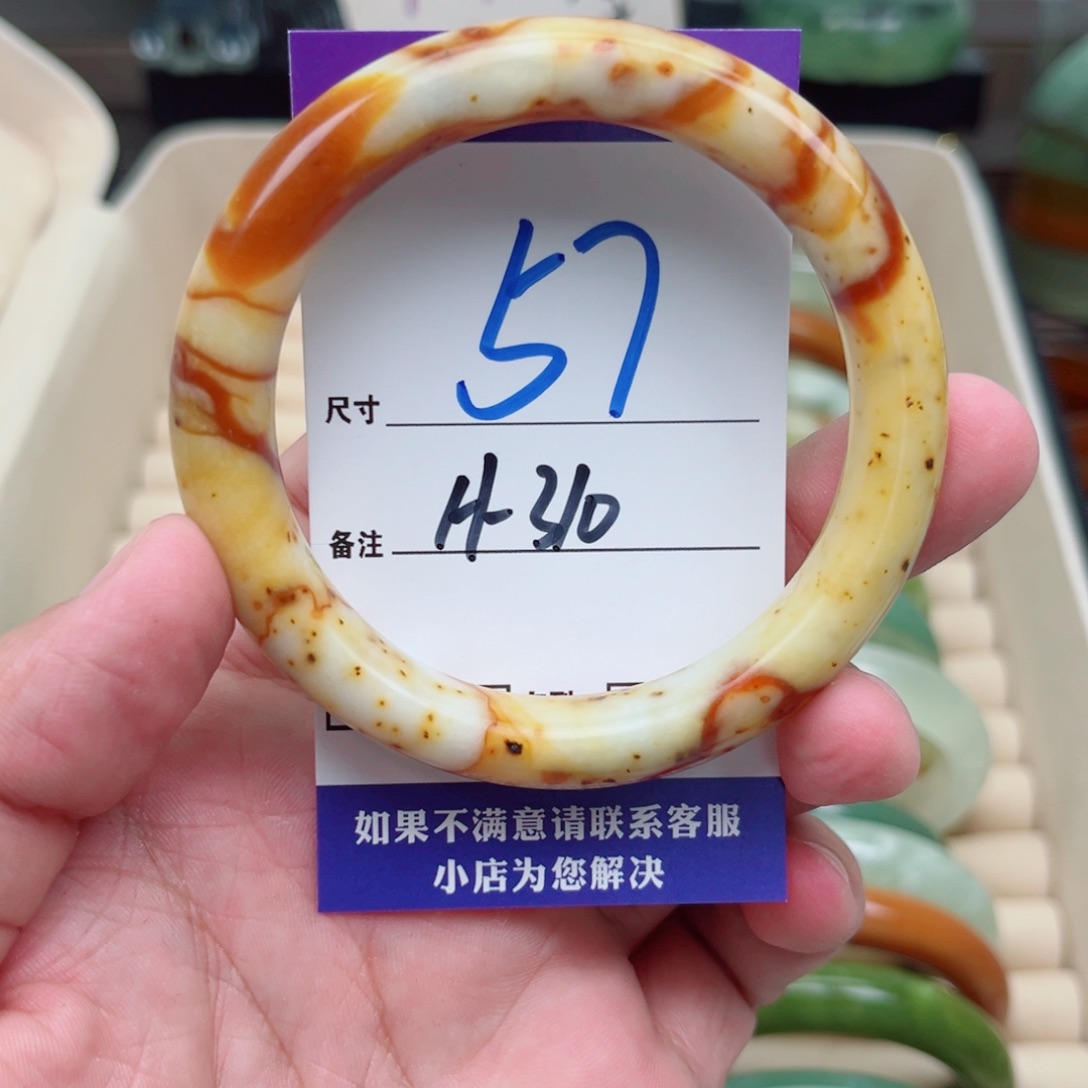 尺寸 57
备注 H-310
如果不满意请联系客服
小店为您解决